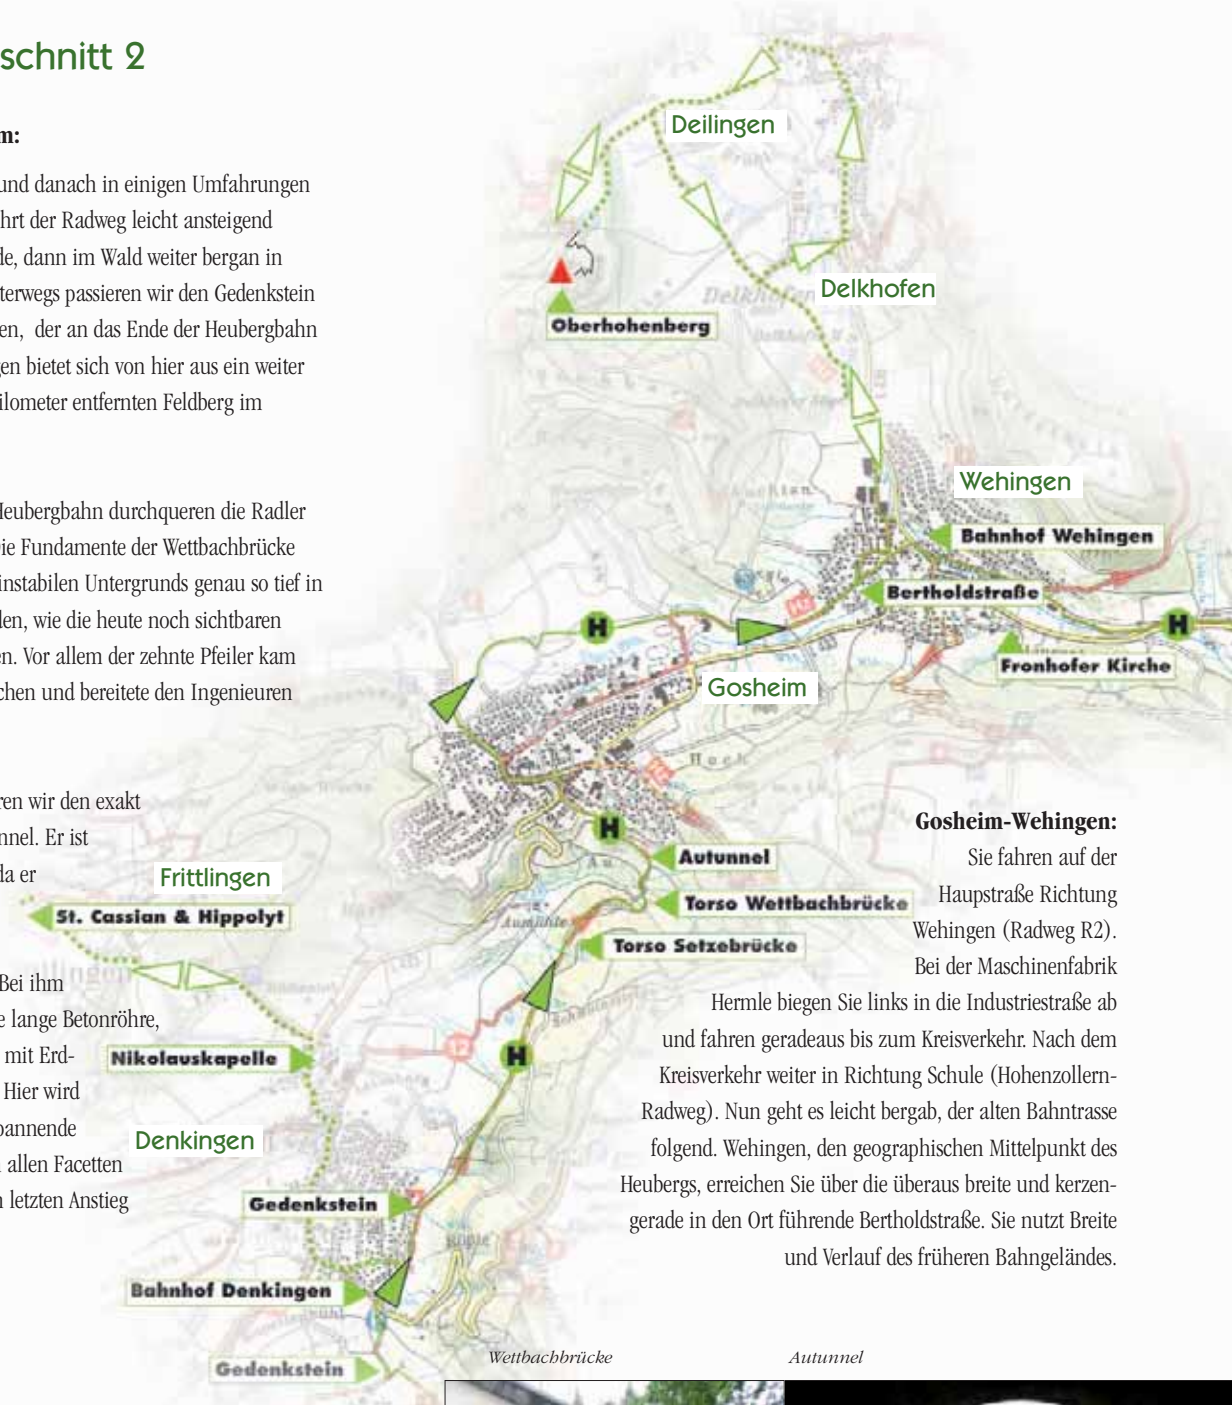 schnitt 2
m:
und danach in einigen Umfahrungen
hrt der Radweg leicht ansteigend
de, dann im Wald weiter bergan in
terwegs passieren wir den Gedenkstein
en, der an das Ende der Heubergbahn
gen bietet sich von hier aus ein weiter
ilometer entfernten Feldberg im
Heubergbahn durchqueren die Radler
Die Fundamente der Wettbachbrücke
instabilen Untergrunds genau so tief in
den, wie die heute noch sichtbaren
en. Vor allem der zehnte Pfeiler kam
chen und bereitete den Ingenieuren
ren wir den exakt
nnel. Er ist
da er
Bei ihm
e lange Betonröhre,
mit Erd-
Hier wird
pannende
n allen Facetten
n letzten Anstieg
Deilingen
Delkhofen
Delkhofen
Oberhohenberg
Wehingen
Bahnhof Wehingen
Bertholdstraße
H
H
Fronhofer Kirche
Gosheim
H
Autunnel
Torso Wettbachbrücke
Aumühle
Torso Setzebrücke
Frittlingen
St. Cassian & Hippolyt
H
Nikolauskapelle
Denkingen
Gedenkstein
Bahnhof Denkingen
Gedenkstein
Gosheim-Wehingen:
Sie fahren auf der
Haupstraße Richtung
Wehingen (Radweg R2).
Bei der Maschinenfabrik
Hermle biegen Sie links in die Industriestraße ab
und fahren geradeaus bis zum Kreisverkehr. Nach dem
Kreisverkehr weiter in Richtung Schule (Hohenzollern-
Radweg). Nun geht es leicht bergab, der alten Bahntrasse
folgend. Wehingen, den geographischen Mittelpunkt des
Heubergs, erreichen Sie über die überaus breite und kerzen-
gerade in den Ort führende Bertholdstraße. Sie nutzt Breite
und Verlauf des früheren Bahngeländes.
Wettbachbrücke
Autunnel